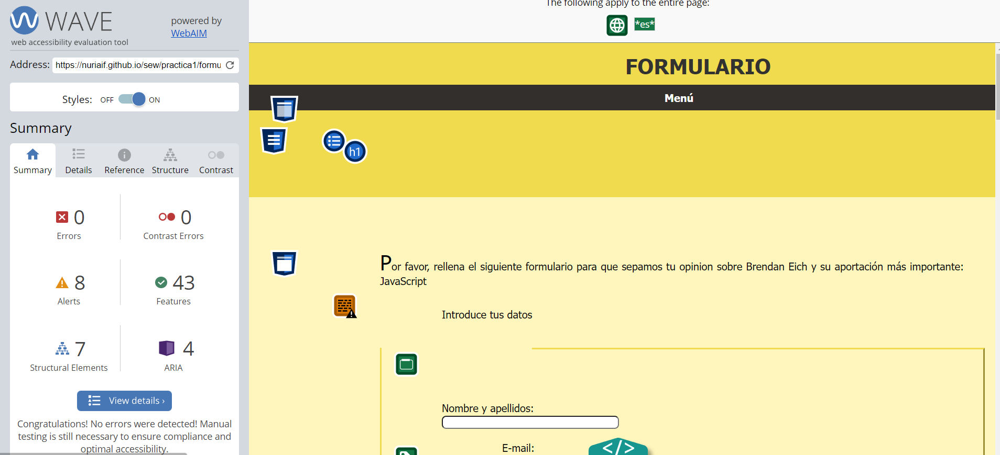 WAVE
web accessibility evaluation tool
powered by
WebAIM
Address: https://nuriaif.github.io/sew/practica1/formu
Styles: OFF ON
Summary
Summary Details Reference Structure Contrast
0 Errors
0 Contrast Errors
8 Alerts
43 Features
7 Structural Elements
4 ARIA
View details ›
Congratulations! No errors were detected! Manual
testing is still necessary to ensure compliance and
optimal accessibility.
The following apply to the entire page:
*es*
FORMULARIO
Menú
h1
Por favor, rellena el siguiente formulario para que sepamos tu opinion sobre Brendan Eich y su aportación más importante:
JavaScript
Introduce tus datos
Nombre y apellidos:
E-mail:
</>